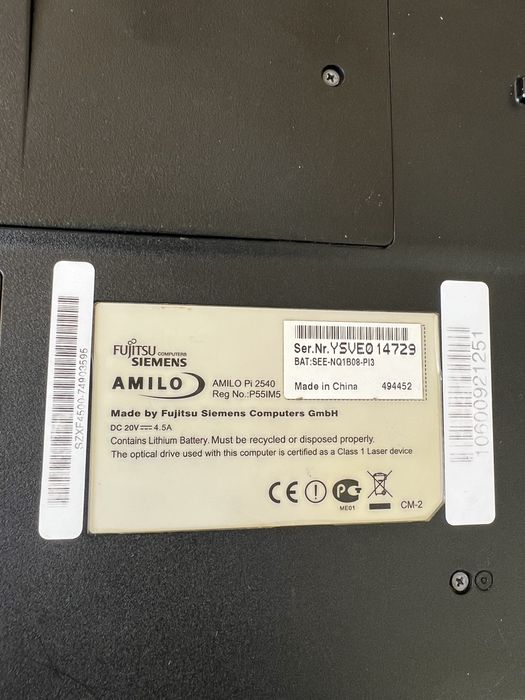 FUJITSU COMPUTERS
SIEMENS
AMILO
AMILO Pi 2540
Reg No.:P55IM5
Ser.Nr.YSVE014729
BAT:SEE-NQ1B08-PI3
Made in China 494452
Made by Fujitsu Siemens Computers GmbH
DC 20V⎓4.5A
Contains Lithium Battery. Must be recycled or disposed properly.
The optical drive used with this computer is certified as a Class 1 Laser device
CE
PG
ME01
CM-2
10600921251